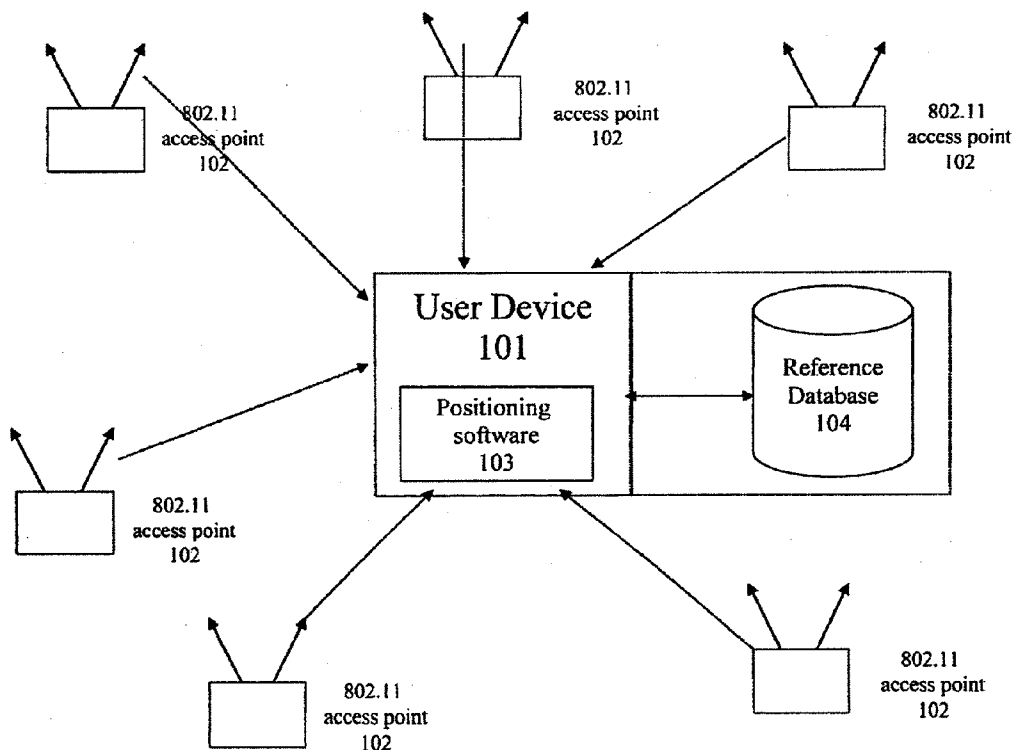 802.11
access point
102
802.11
access point
102
802.11
access point
102
User Device
101
Positioning
software
103
Reference
Database
104
802.11
access point
102
802.11
access point
102
802.11
access point
102